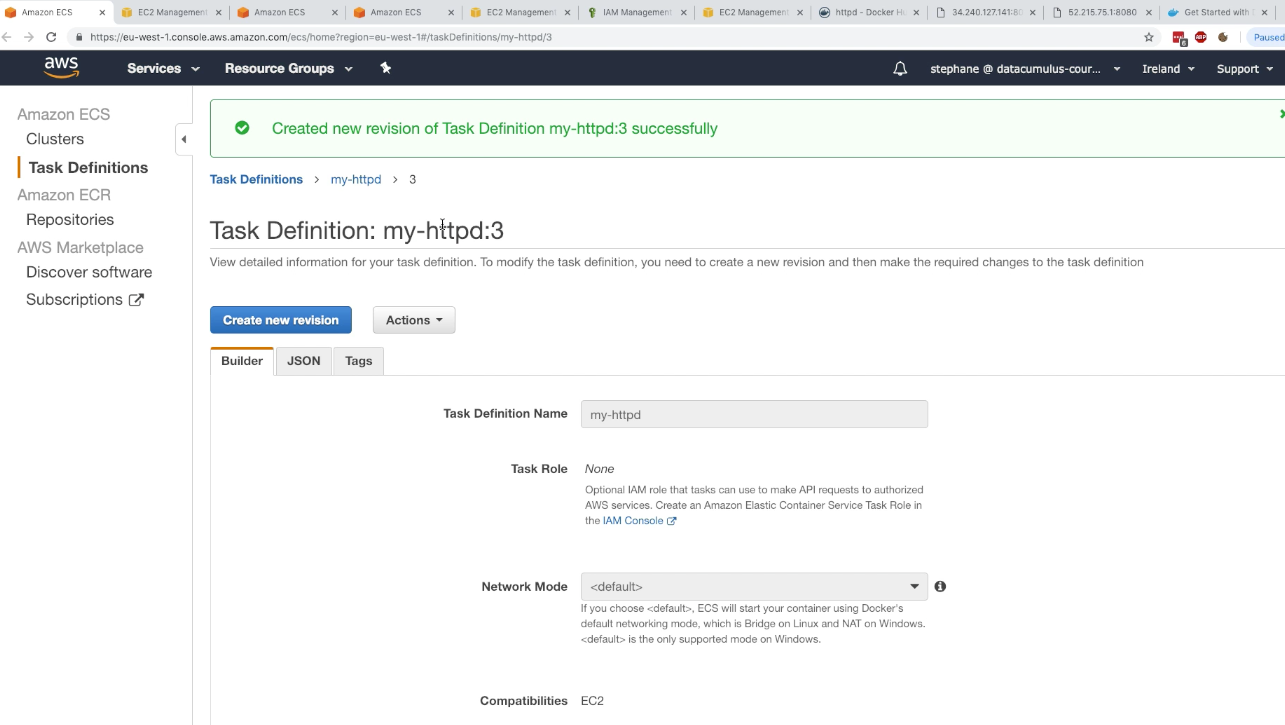 Amazon ECS
EC2 Management
Amazon ECS
Amazon ECS
EC2 Management
IAM Management
EC2 Management
httpd - Docker Hu
34.240.127.141:80
52.215.75.1:8080
Get Started with
https://eu-west-1.console.aws.amazon.com/ecs/home?region=eu-west-1#/taskDefinitions/my-httpd/3
6
ABP
Paused
aws
Services
Resource Groups
stephane @ datacumulus-cour...
Ireland
Support
Amazon ECS
Clusters
Task Definitions
Amazon ECR
Repositories
AWS Marketplace
Discover software
Subscriptions
Created new revision of Task Definition my-httpd:3 successfully
Task Definitions > my-httpd > 3
Task Definition: my-httpd:3
View detailed information for your task definition. To modify the task definition, you need to create a new revision and then make the required changes to the task definition
Create new revision
Actions
Builder
JSON
Tags
Task Definition Name
my-httpd
Task Role
None
Optional IAM role that tasks can use to make API requests to authorized
AWS services. Create an Amazon Elastic Container Service Task Role in
the IAM Console
Network Mode
<default>
If you choose <default>, ECS will start your container using Docker's
default networking mode, which is Bridge on Linux and NAT on Windows.
<default> is the only supported mode on Windows.
Compatibilities
EC2